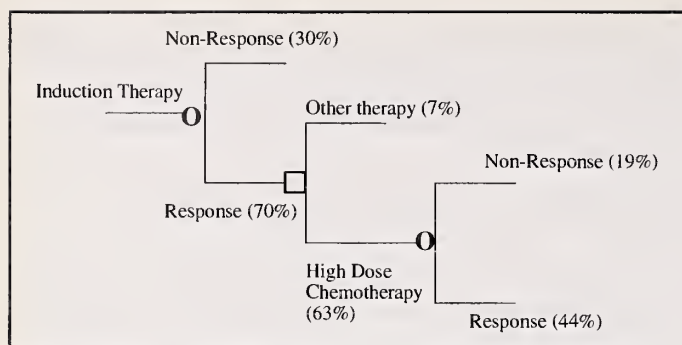 Non-Response (30%)
Induction Therapy
O
Other therapy (7%)
Non-Response (19%)
Response (70%)
O
High Dose
Chemotherapy
(63%)
Response (44%)